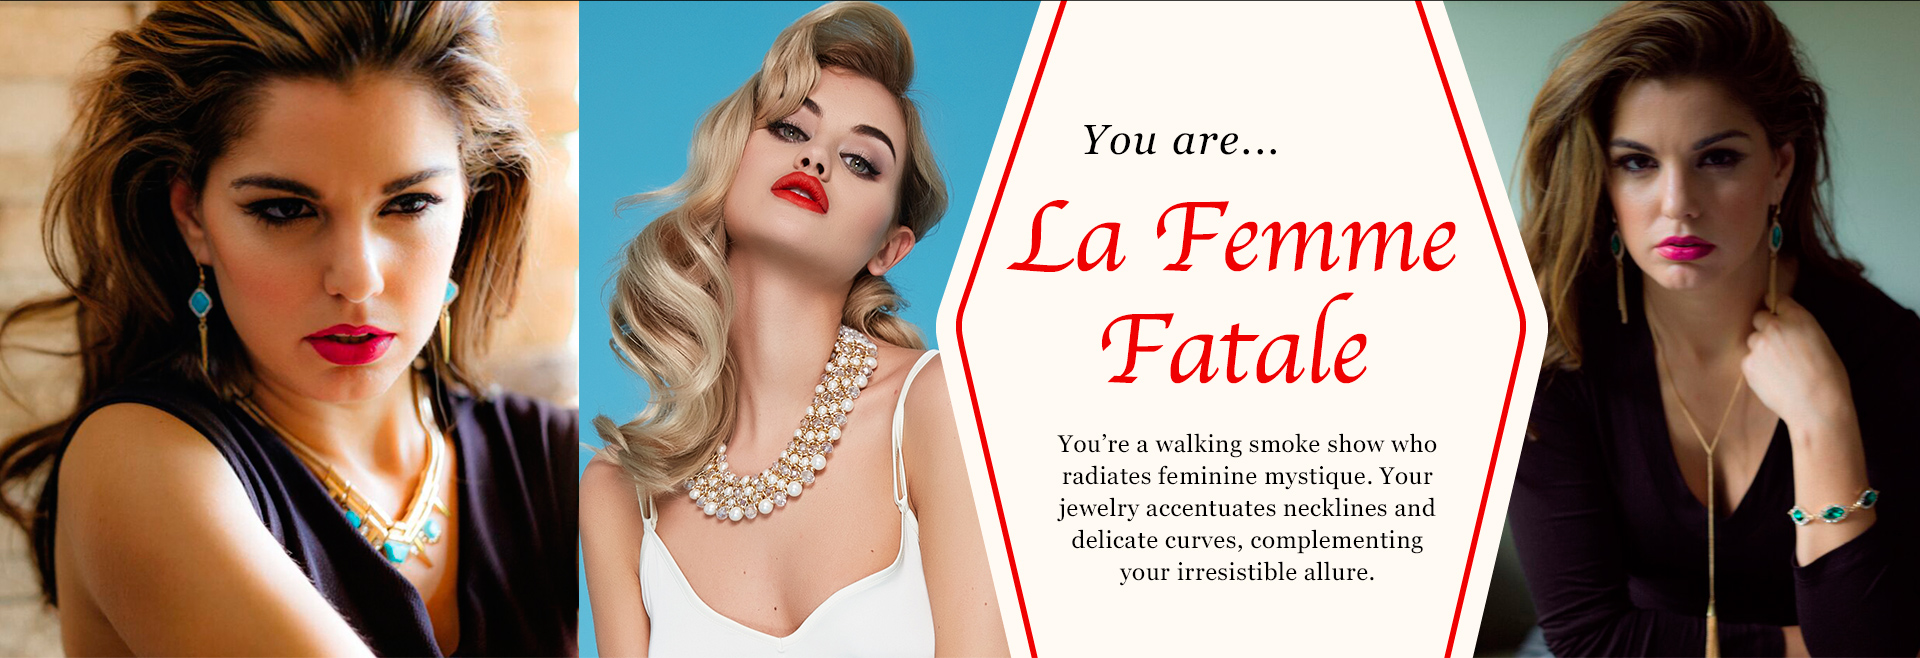 You are...
La Femme
Fatale
You’re a walking smoke show who
radiates feminine mystique. Your
jewelry accentuates necklines and
delicate curves, complementing
your irresistible allure.